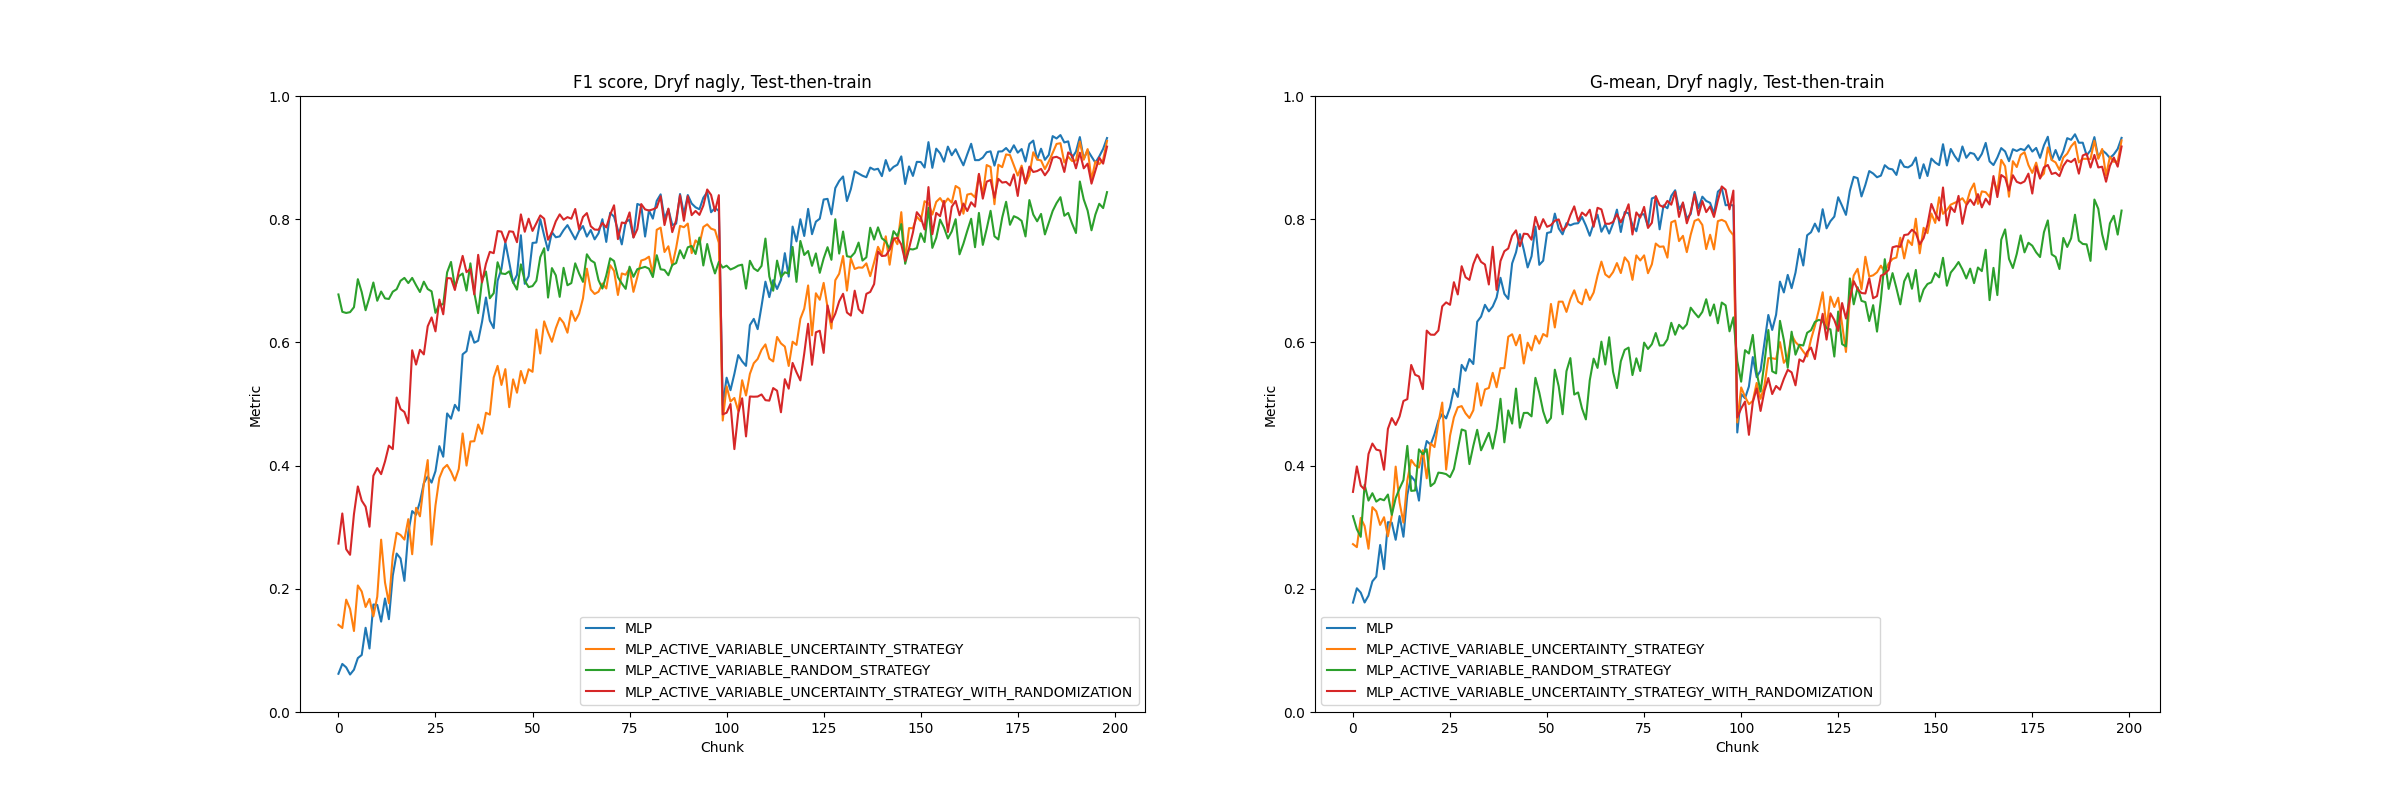 F1 score, Dryf nagly, Test-then-train
1.0
0.8
0.6
0.4
0.2
0.0
Metric
0 25 50 75 100 125 150 175 200
Chunk
MLP
MLP_ACTIVE_VARIABLE_UNCERTAINTY_STRATEGY
MLP_ACTIVE_VARIABLE_RANDOM_STRATEGY
MLP_ACTIVE_VARIABLE_UNCERTAINTY_STRATEGY_WITH_RANDOMIZATION
G-mean, Dryf nagly, Test-then-train
1.0
0.8
0.6
0.4
0.2
0.0
Metric
0 25 50 75 100 125 150 175 200
Chunk
MLP
MLP_ACTIVE_VARIABLE_UNCERTAINTY_STRATEGY
MLP_ACTIVE_VARIABLE_RANDOM_STRATEGY
MLP_ACTIVE_VARIABLE_UNCERTAINTY_STRATEGY_WITH_RANDOMIZATION